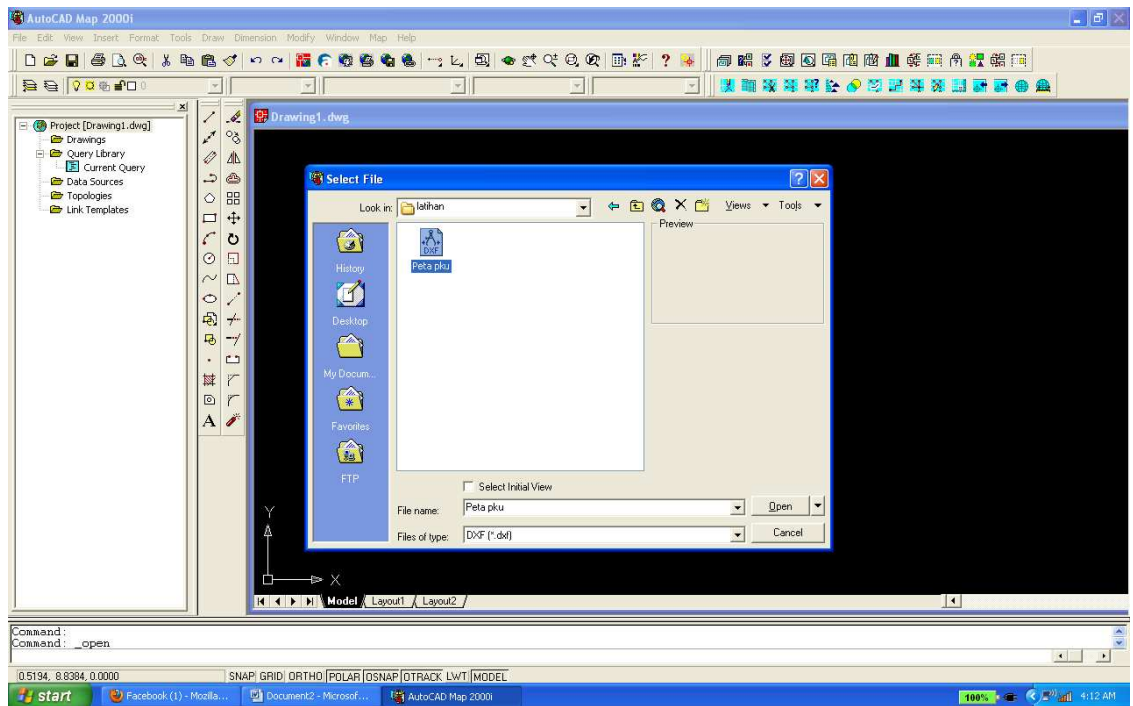 AutoCAD Map 2000i
File Edit View Insert Format Tools Draw Dimension Modify Window Map Help
0
Project [Drawing1.dwg]
Drawings
Query Library
Current Query
Data Sources
Topologies
Link Templates
A
Drawing1.dwg
Select File
Look in: latihan
Views Tools
History
Desktop
My Docum...
Favorites
FTP
DXF
Peta pku
Preview
Select Initial View
File name: Peta pku
Open
Files of type: DXF (*.dxf)
Cancel
Y
X
Model Layout1 Layout2
Command:
Command: _open
0.5194, 8.8384, 0.0000 SNAP GRID ORTHO POLAR OSNAP OTRACK LWT MODEL
start Facebook (1) - Mozilla... Document2 - Microsof... AutoCAD Map 2000i 100% 4:12 AM